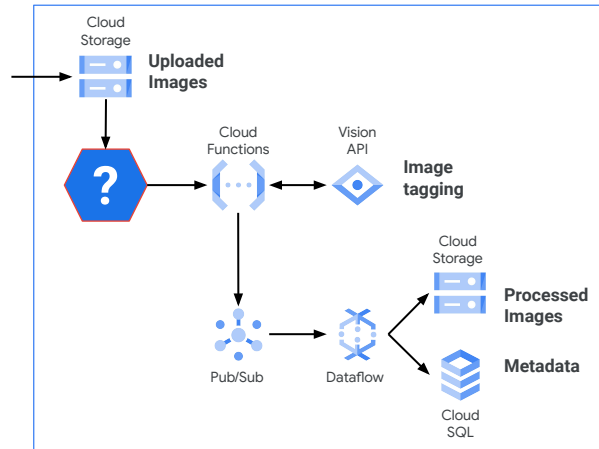 Cloud
Storage
Uploaded
Images
?
Cloud
Functions
Vision
API
Image
tagging
Cloud
Storage
Processed
Images
Pub/Sub
Dataflow
Metadata
Cloud
SQL